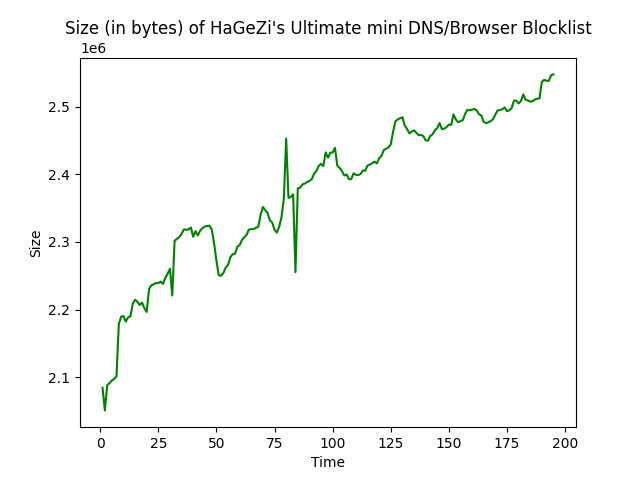 Size (in bytes) of HaGeZi's Ultimate mini DNS/Browser Blocklist
1e6
2.5
2.4
2.3
2.2
2.1
Size
0 25 50 75 100 125 150 175 200
Time